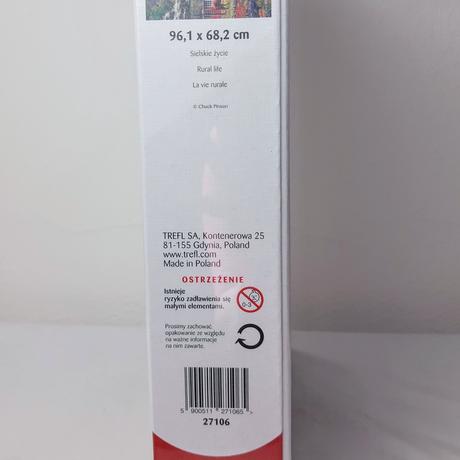 96,1 x 68,2 cm
Sielskie życie
Rural life
La vie rurale
© Chuck Pinson
TREFL SA, Kontenerowa 25
81-155 Gdynia, Poland
www.trefl.com
Made in Poland
OSTRZEŻENIE
Istnieje
ryzyko zadławienia się
małymi elementami.
0-3
Prosimy zachować
opakowanie ze względu
na ważne informacje
na nim zawarte.
5 900511 271065 >
27106